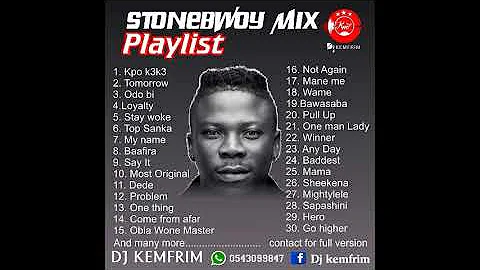 STONEBWOY MIX
Playlist
DJ KEMFRIM
1. Kpo k3k3
2. Tomorrow
3. Odo bi
4.Loyalty
5. Stay woke
6. Top Sanka
7. My name
8. Baafira
9. Say It
10. Most Original
11. Dede
12. Problem
13. One thing
14. Come from afar
15. Obla Wone Master
16. Not Again
17. Mane me
18. Wame
19.Bawasaba
20. Pull Up
21. One man Lady
22. Winner
23. Any Day
24. Baddest
25. Mama
26. Sheekena
27. Mightylele
28. Sapashini
29. Hero
30. Go higher
And many more........................... contact for full version
DJ KEMFRIM 0543099847 f Dj kemfrim